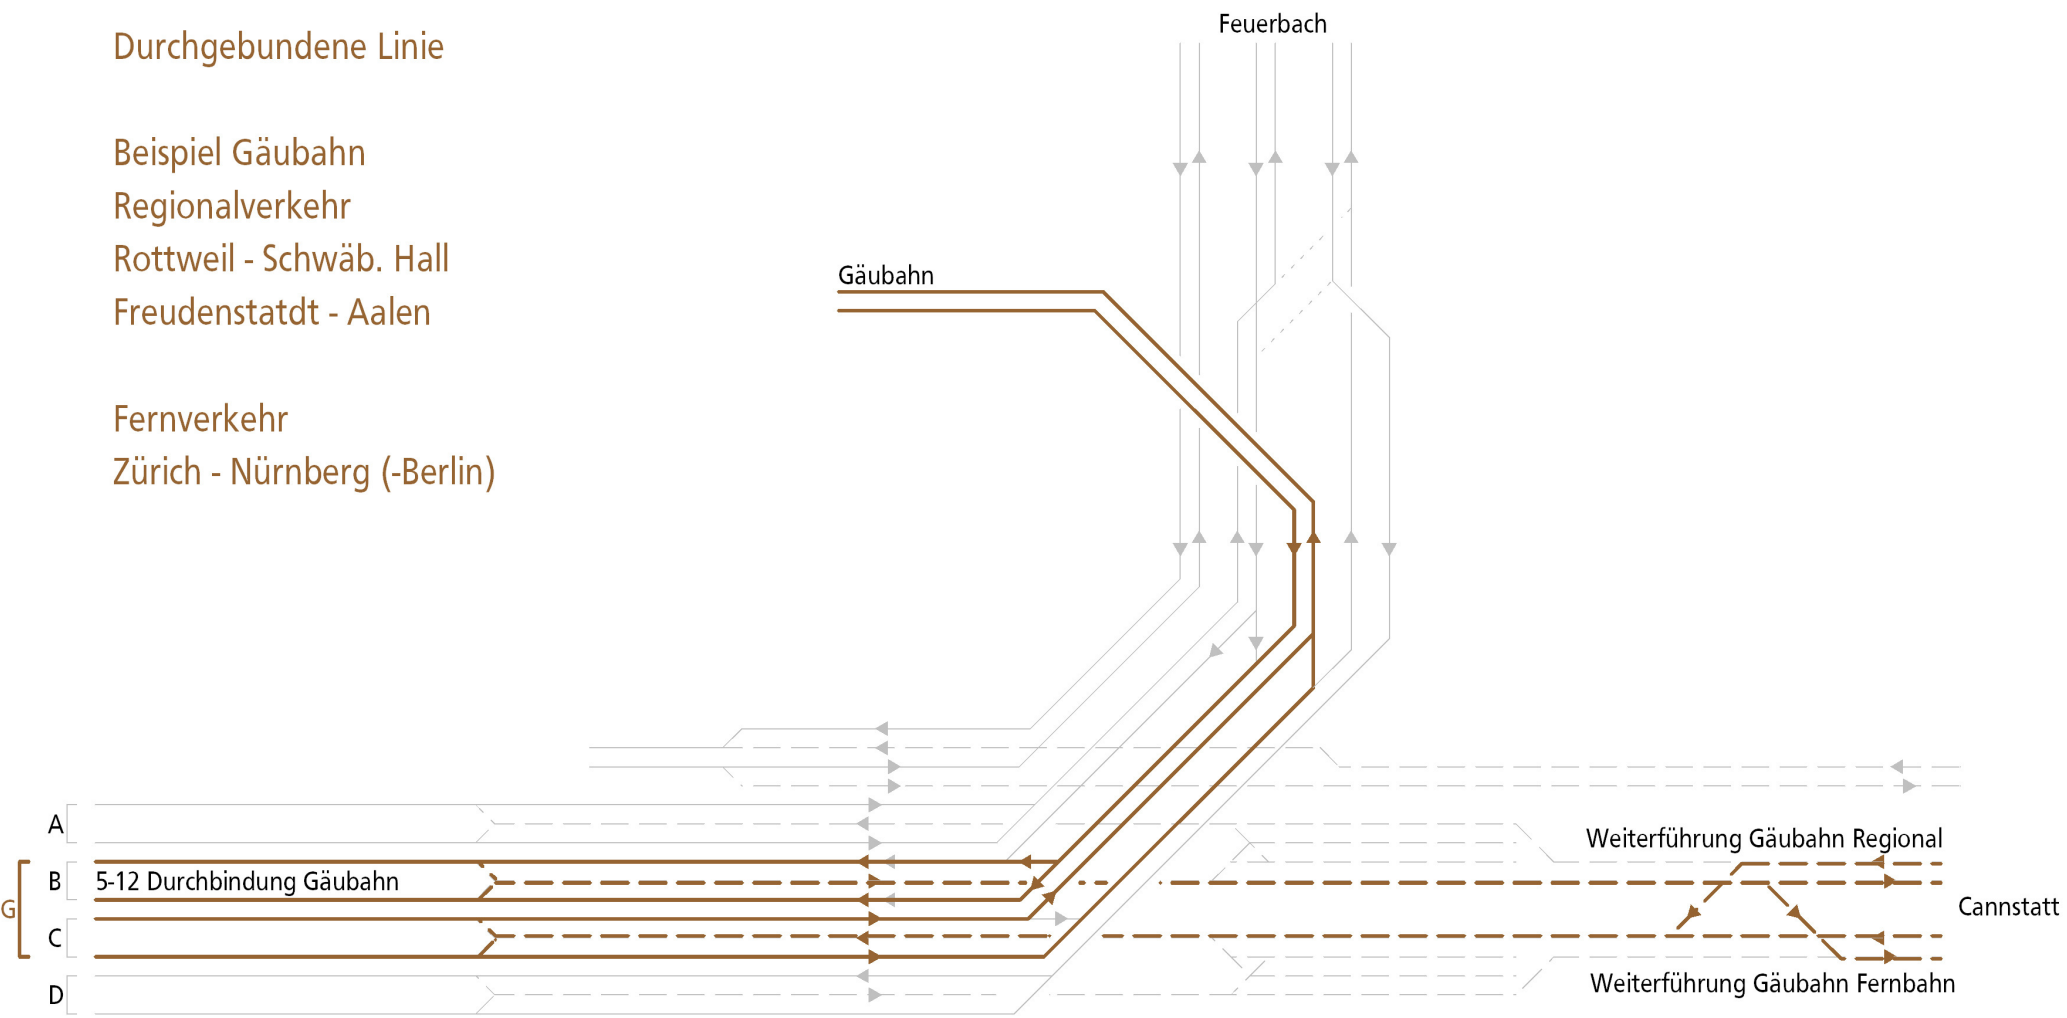 Durchgebundene Linie
Beispiel Gäubahn
Regionalverkehr
Rottweil - Schwäb. Hall
Freudenstatdt - Aalen
Fernverkehr
Zürich - Nürnberg (-Berlin)
Feuerbach
Gäubahn
A
B
5-12 Durchbindung Gäubahn
G
C
D
Weiterführung Gäubahn Regional
Cannstatt
Weiterführung Gäubahn Fernbahn